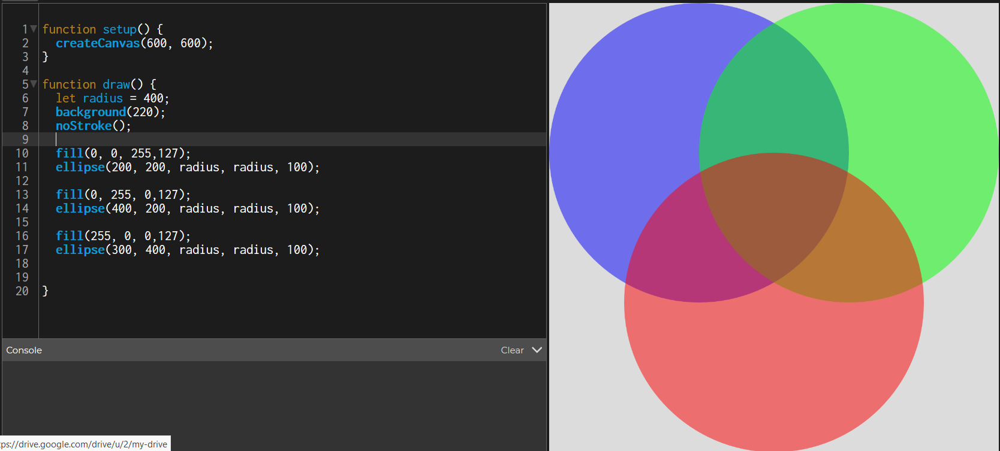 1 function setup() {
2 createCanvas(600, 600);
3 }
4
5 function draw() {
6 let radius = 400;
7 background(220);
8 noStroke();
9
10 fill(0, 0, 255,127);
11 ellipse(200, 200, radius, radius, 100);
12
13 fill(0, 255, 0,127);
14 ellipse(400, 200, radius, radius, 100);
15
16 fill(255, 0, 0,127);
17 ellipse(300, 400, radius, radius, 100);
18
19
20 }
Console Clear
tps://drive.google.com/drive/u/2/my-drive